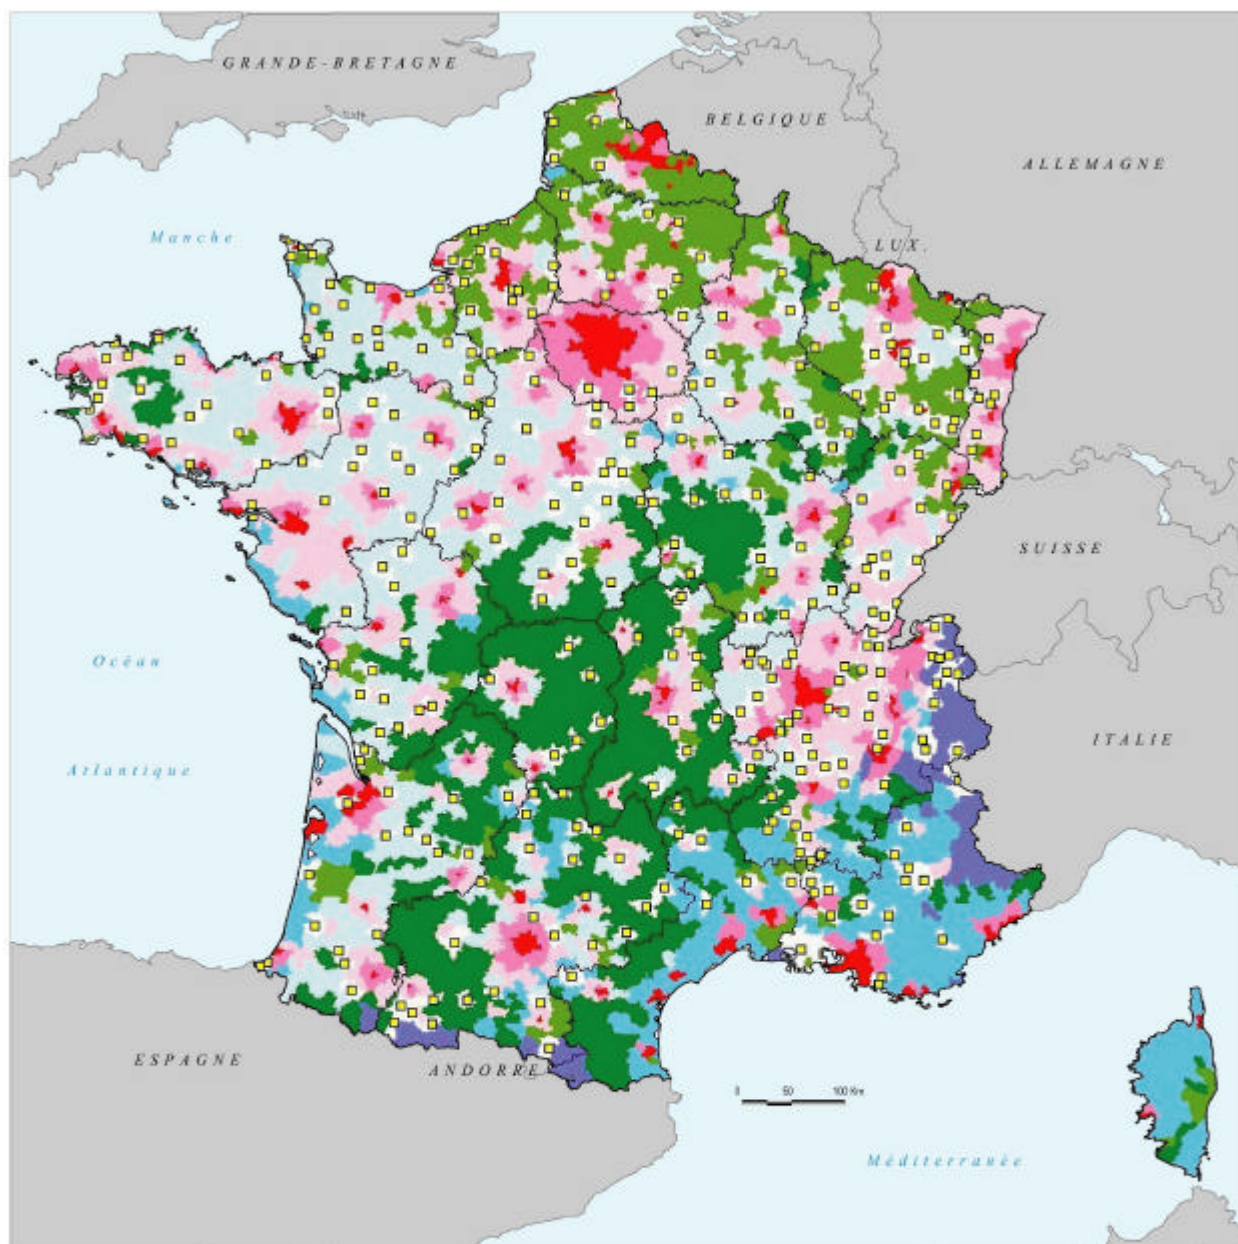 GRANDE-BRETAGNE
BELGIQUE
ALLEMAGNE
Manche
LUX.
SUISSE
Océan
Atlantique
ITALIE
ESPAGNE
ANDORRE
0 50 100 Km
Méditerranée